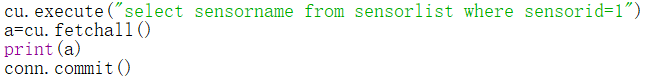 cu.execute("select sensorname from sensorlist where sensorid=1")
a=cu.fetchall()
print(a)
conn.commit()